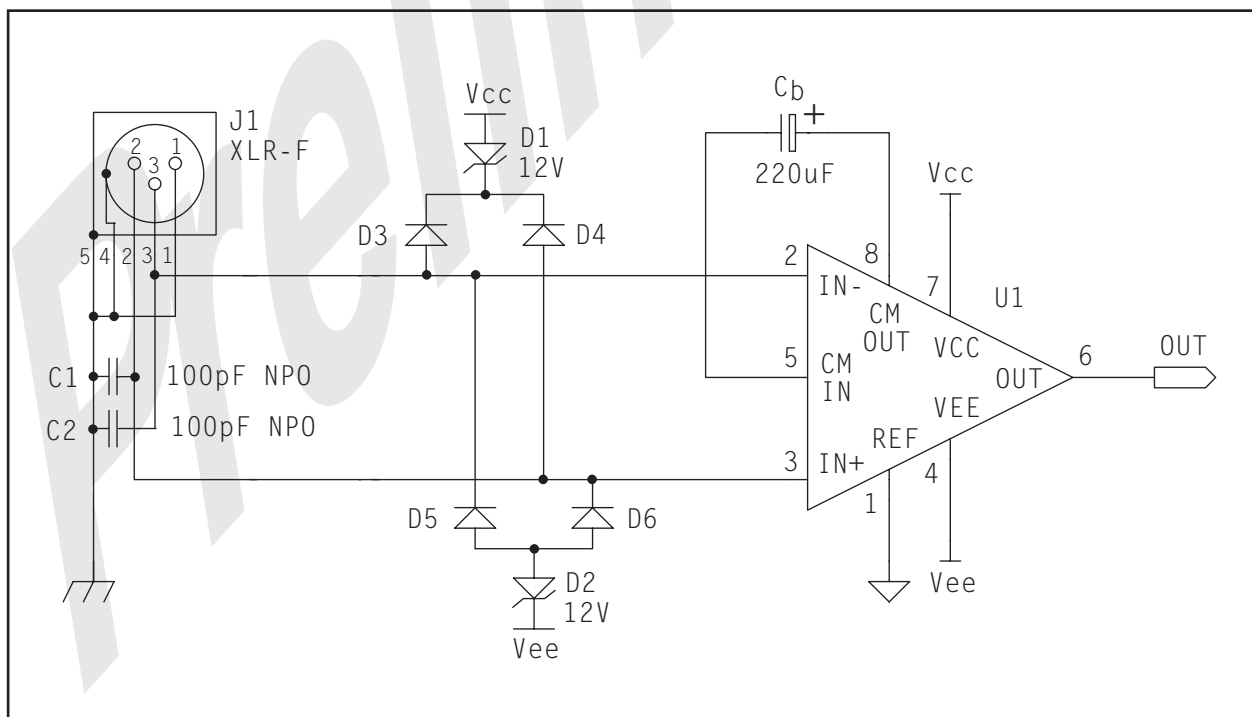 Preli
J1
XLR-F
2
1
3
5
4
2
3
1
C1
100pF NPO
C2
100pF NPO
Vcc
D1
12V
D3
D4
D5
D6
D2
12V
Vee
Cb
+
220uF
Vcc
2
8
7
U1
IN-
CM
OUT
VCC
5
CM
IN
OUT
6
OUT
VEE
REF
3
IN+
1
4
Vee